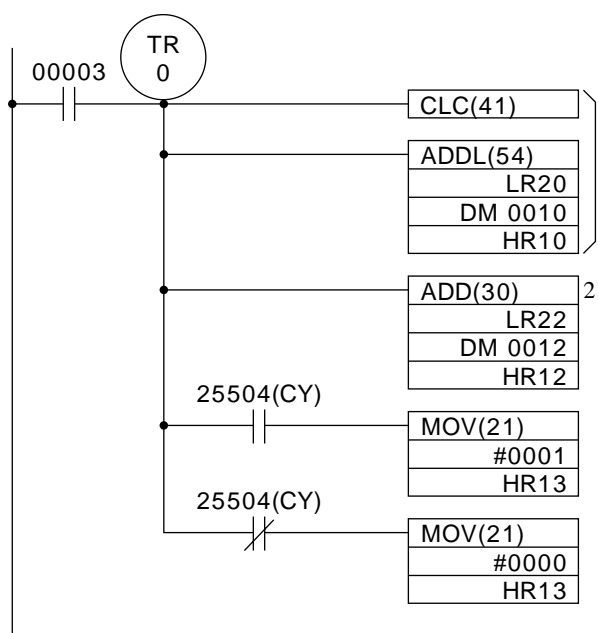 TR
0
00003
CLC(41)
ADDL(54)
LR20
DM 0010
HR10
ADD(30)
2
LR22
DM 0012
HR12
25504(CY)
MOV(21)
#0001
HR13
25504(CY)
MOV(21)
#0000
HR13